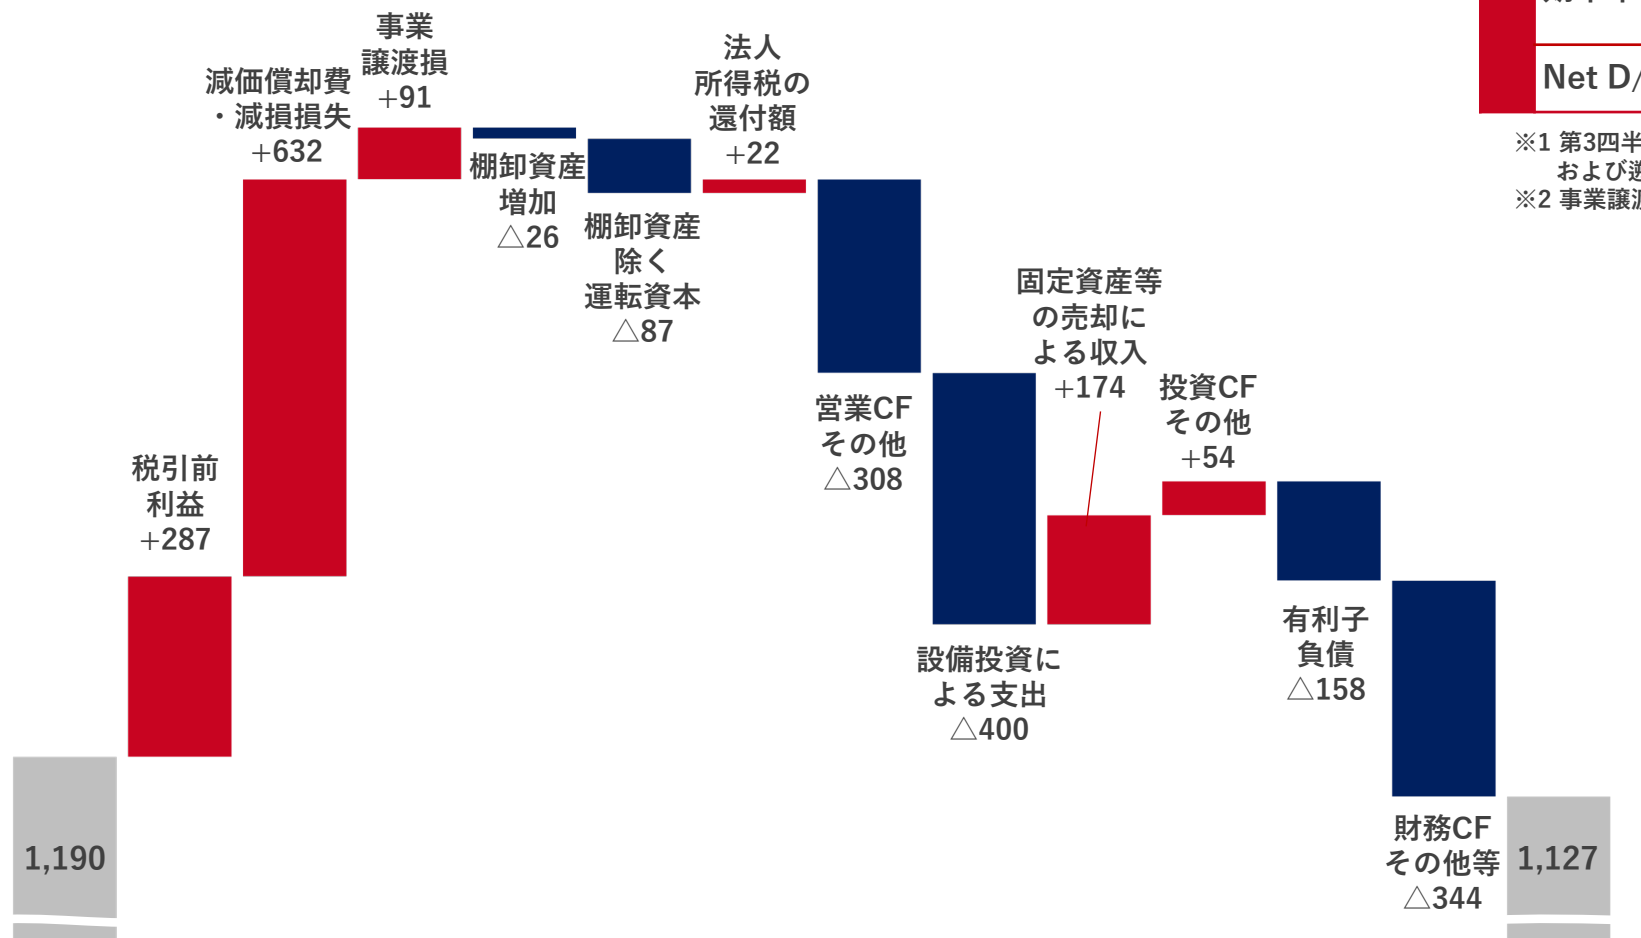 1,190
税引前
利益
+287
減価償却費
・減損損失
+632
事業
譲渡損
+91
棚卸資産
増加
△26
棚卸資産
除く
運転資本
△87
法人
所得税の
還付額
+22
営業CF
その他
△308
設備投資に
よる支出
△400
固定資産等
の売却に
よる収入
+174
投資CF
その他
+54
有利子
負債
△158
財務CF
その他等
△344
1,127
Net D/
※1 第3四半
および
※2 事業譲渡